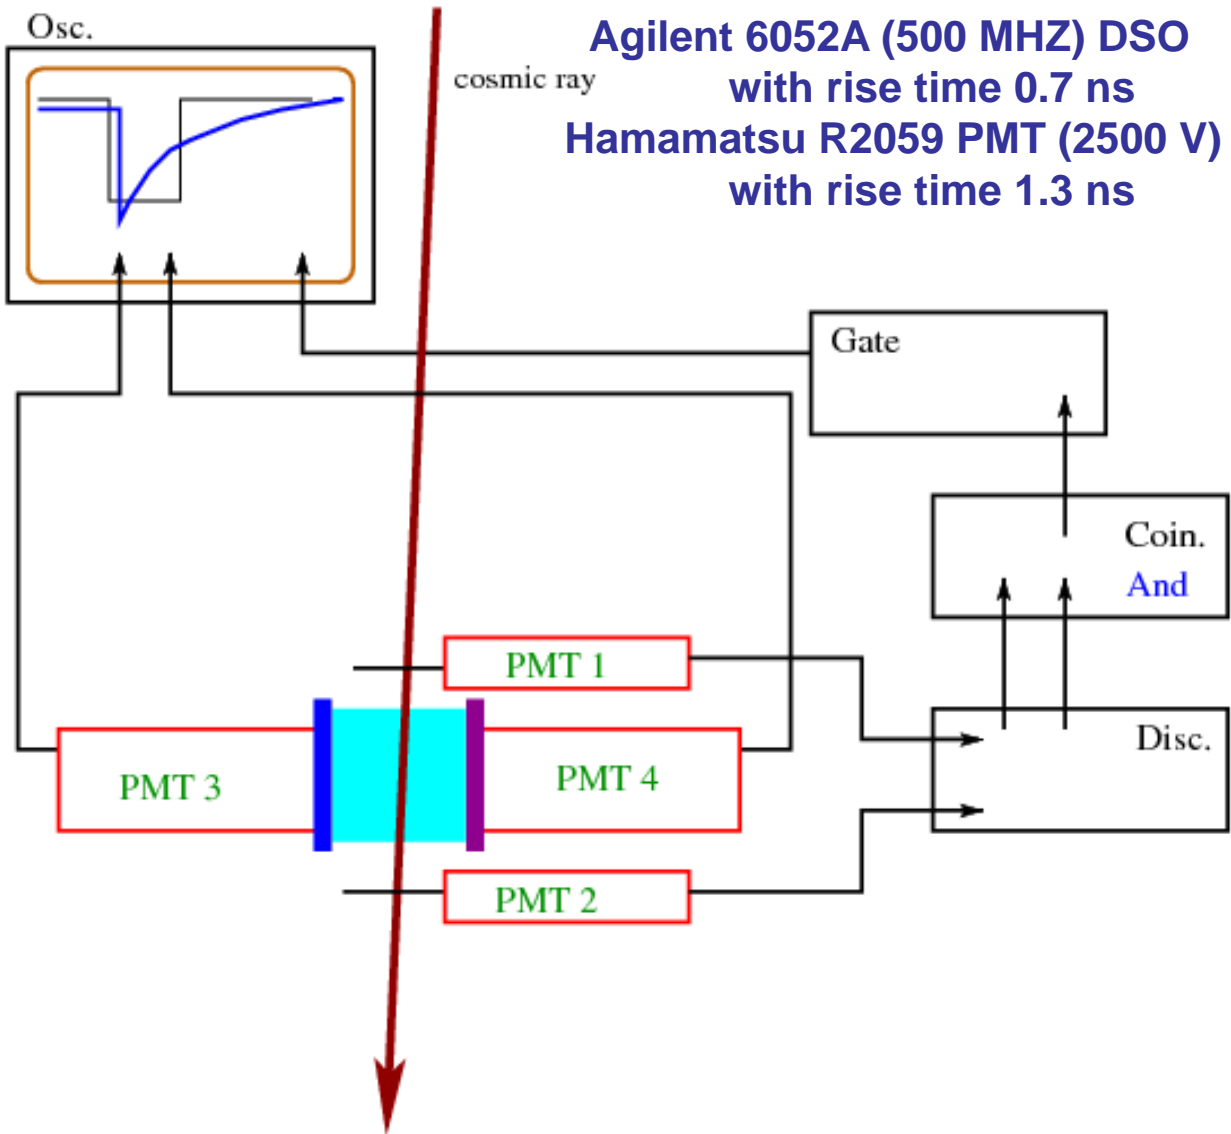 Osc.
Agilent 6052A (500 MHZ) DSO
with rise time 0.7 ns
Hamamatsu R2059 PMT (2500 V)
with rise time 1.3 ns
cosmic ray
Gate
Coin.
And
PMT 1
Disc.
PMT 3
PMT 4
PMT 2